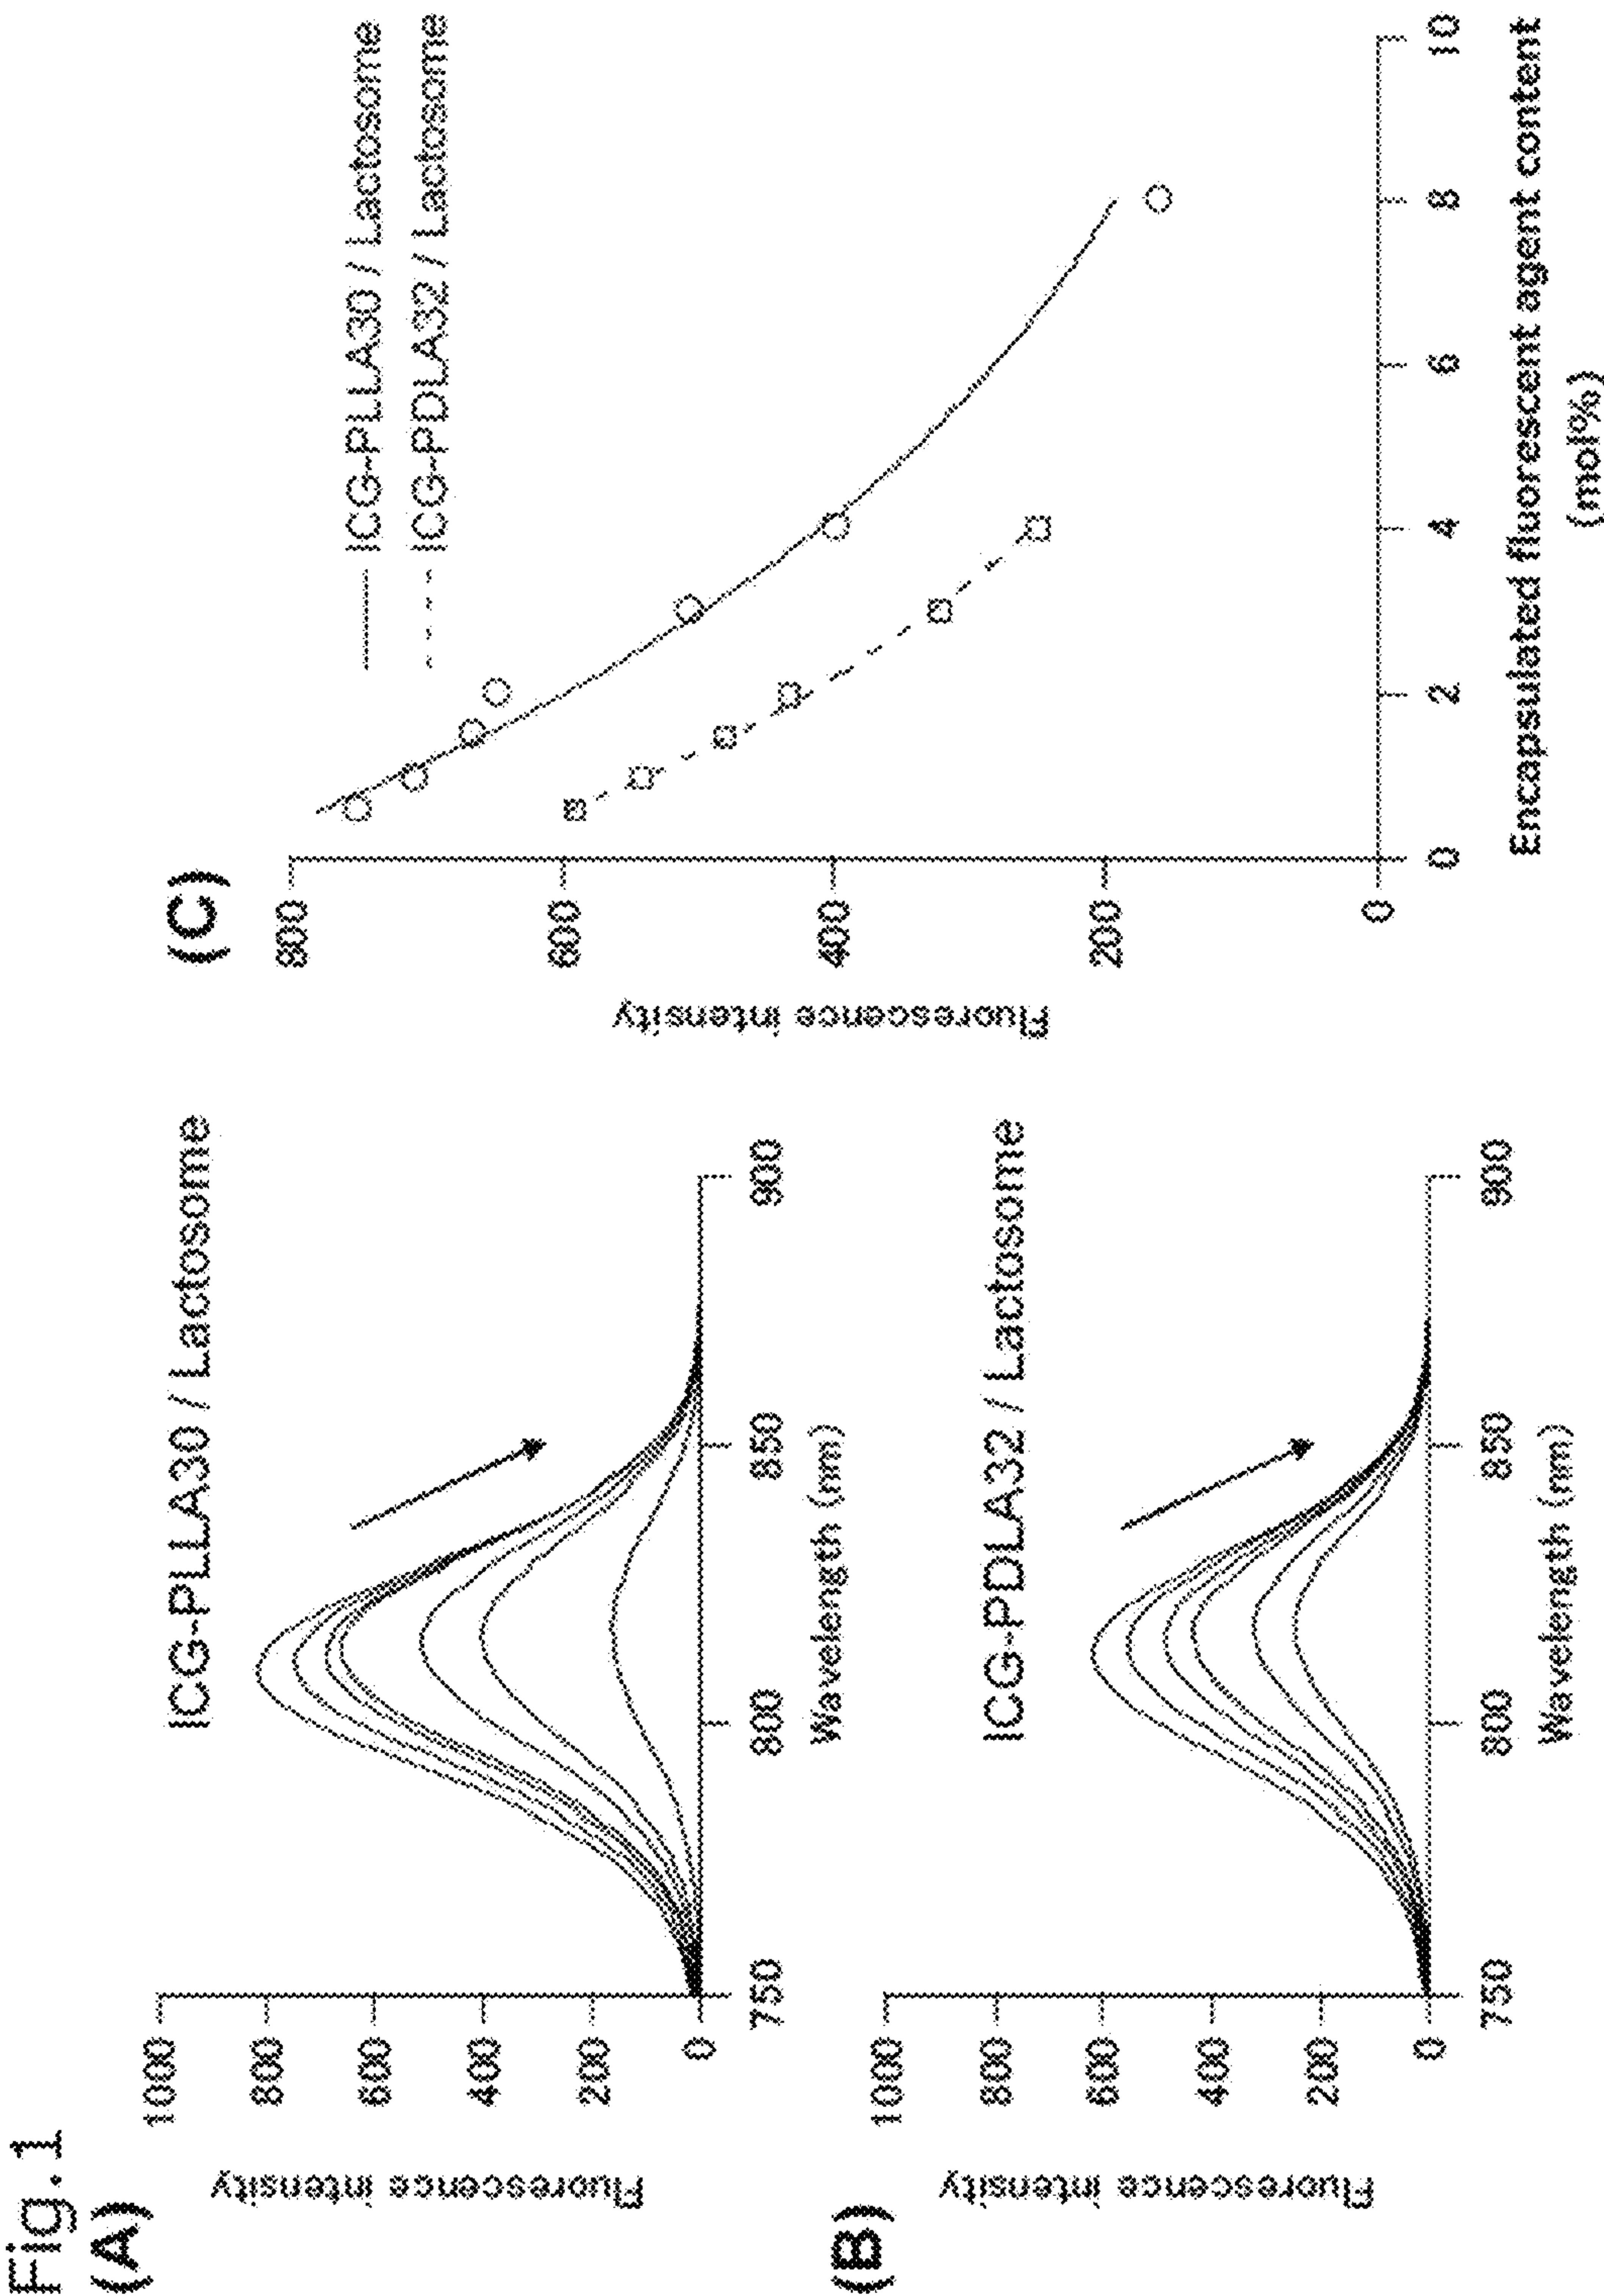 Fig.1
(A)
ICG-PLLA30 / Lactosome
Fluorescence intensity
1000
800
600
400
200
0
750
800
850
900
Wavelength (nm)
(B)
ICG-PDLA32 / Lactosome
Fluorescence intensity
1000
800
600
400
200
0
750
800
850
900
Wavelength (nm)
(C)
ICG-PLLA30 / Lactosome
ICG-PDLA32 / Lactosome
Fluorescence intensity
800
600
400
200
0
0
2
4
6
8
10
Encapsulated fluorescent agent content
(mol%)